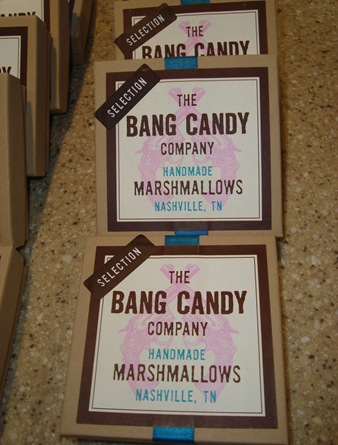 SELECTION
THE
BANG CANDY
SELECTION
THE
BANG CANDY
COMPANY
HANDMADE
MARSHMALLOWS
NASHVILLE, TN
SELECTION
THE
BANG CANDY
COMPANY
HANDMADE
MARSHMALLOWS
NASHVILLE, TN